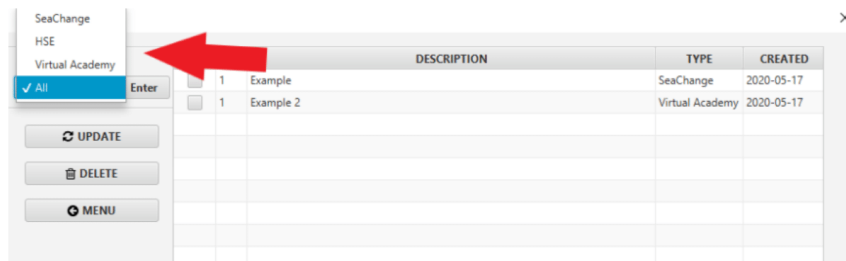 SeaChange
HSE
Virtual Academy
✓ All
Enter
UPDATE
DELETE
MENU
DESCRIPTION TYPE CREATED
1 Example SeaChange 2020-05-17
1 Example 2 Virtual Academy 2020-05-17